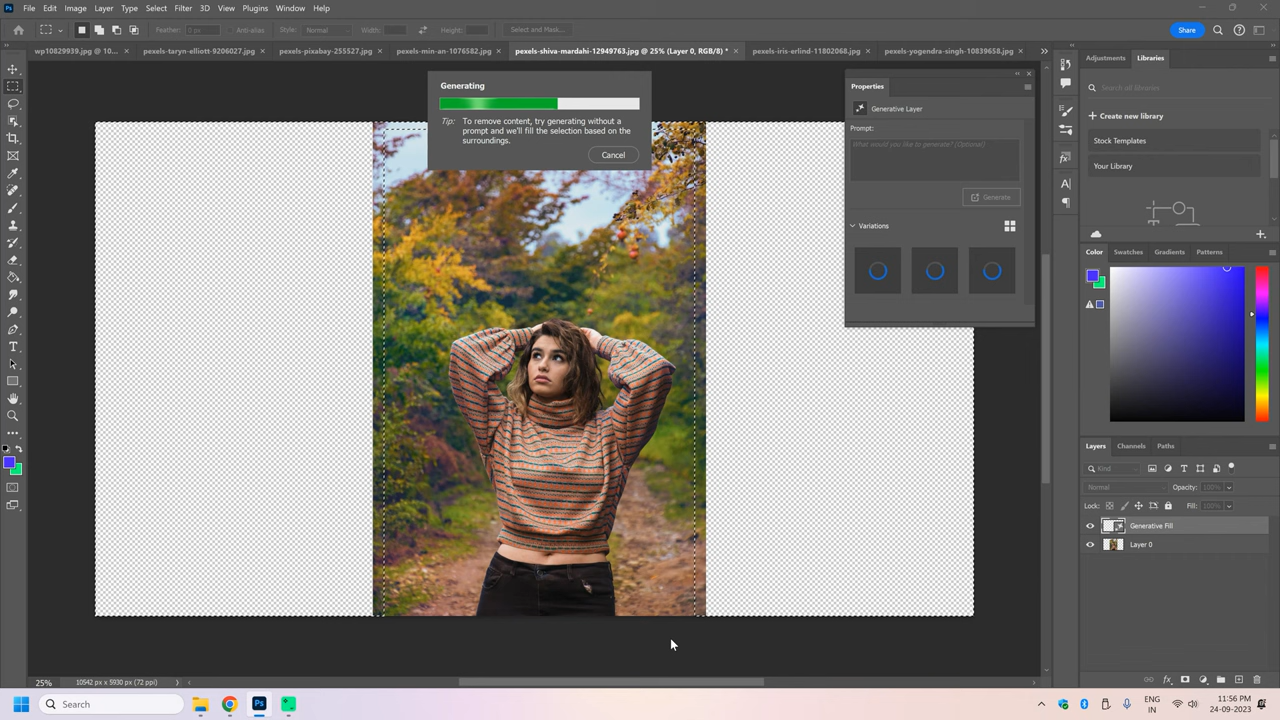 File Edit Image Layer Type Select Filter 3D View Plugins Window Help
Feather: 0 px Anti-alias Style: Normal Width: Height: Select and Mask... Share
wp10829939.jpg @ 10... × pexels-taryn-elliott-9206027.jpg × pexels-pixabay-255527.jpg × pexels-min-an-1076582.jpg × pexels-shiva-mardahi-12949763.jpg @ 25% (Layer 0, RGB/8) * × pexels-iris-erlind-11802068.jpg × pexels-yogendra-singh-10839658.jpg ×
Generating
Tip: To remove content, try generating without a
prompt and we'll fill the selection based on the
surroundings.
Cancel
Properties
Generative Layer
Prompt:
What would you like to generate? (Optional)
Generate
Variations
Adjustments Libraries
Search all libraries
Create new library
Stock Templates
Your Library
Color Swatches Gradients Patterns
Layers Channels Paths
Kind
Normal Opacity: 100%
Lock: Fill: 100%
Generative Fill
Layer 0
25% 10542 px x 5930 px (72 ppi)
Search
Ps
ENG
IN
11:56 PM
24-09-2023